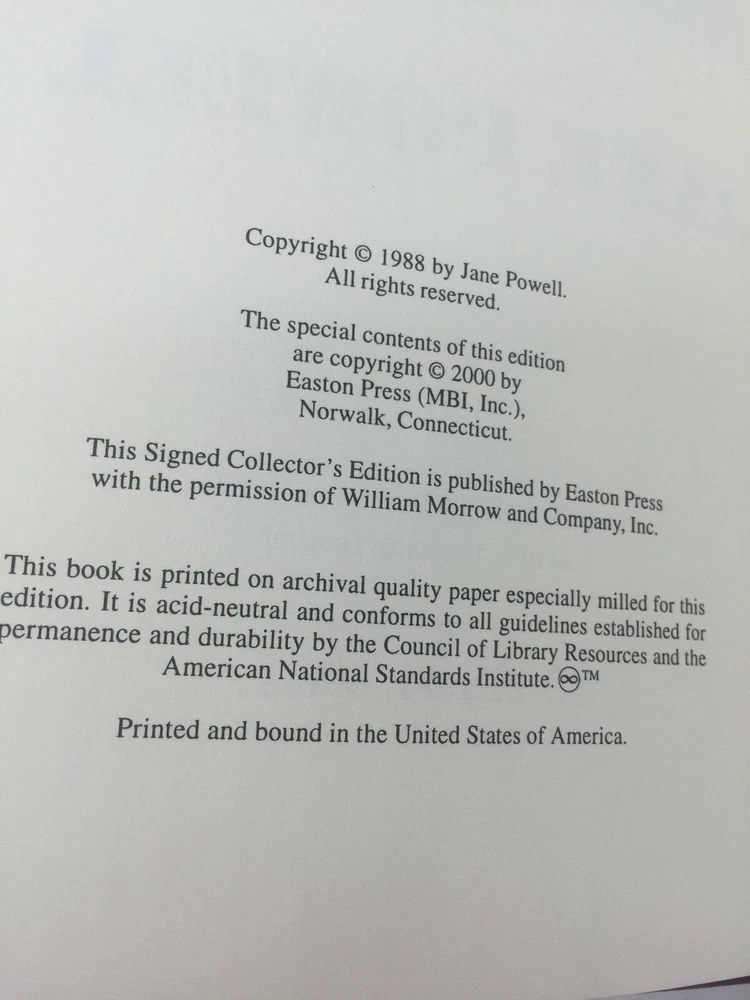 Copyright © 1988 by Jane Powell.
All rights reserved.
The special contents of this edition
are copyright © 2000 by
Easton Press (MBI, Inc.),
Norwalk, Connecticut.
This Signed Collector's Edition is published by Easton Press
with the permission of William Morrow and Company, Inc.
This book is printed on archival quality paper especially milled for this
edition. It is acid-neutral and conforms to all guidelines established for
permanence and durability by the Council of Library Resources and the
American National Standards Institute. ♾™
Printed and bound in the United States of America.